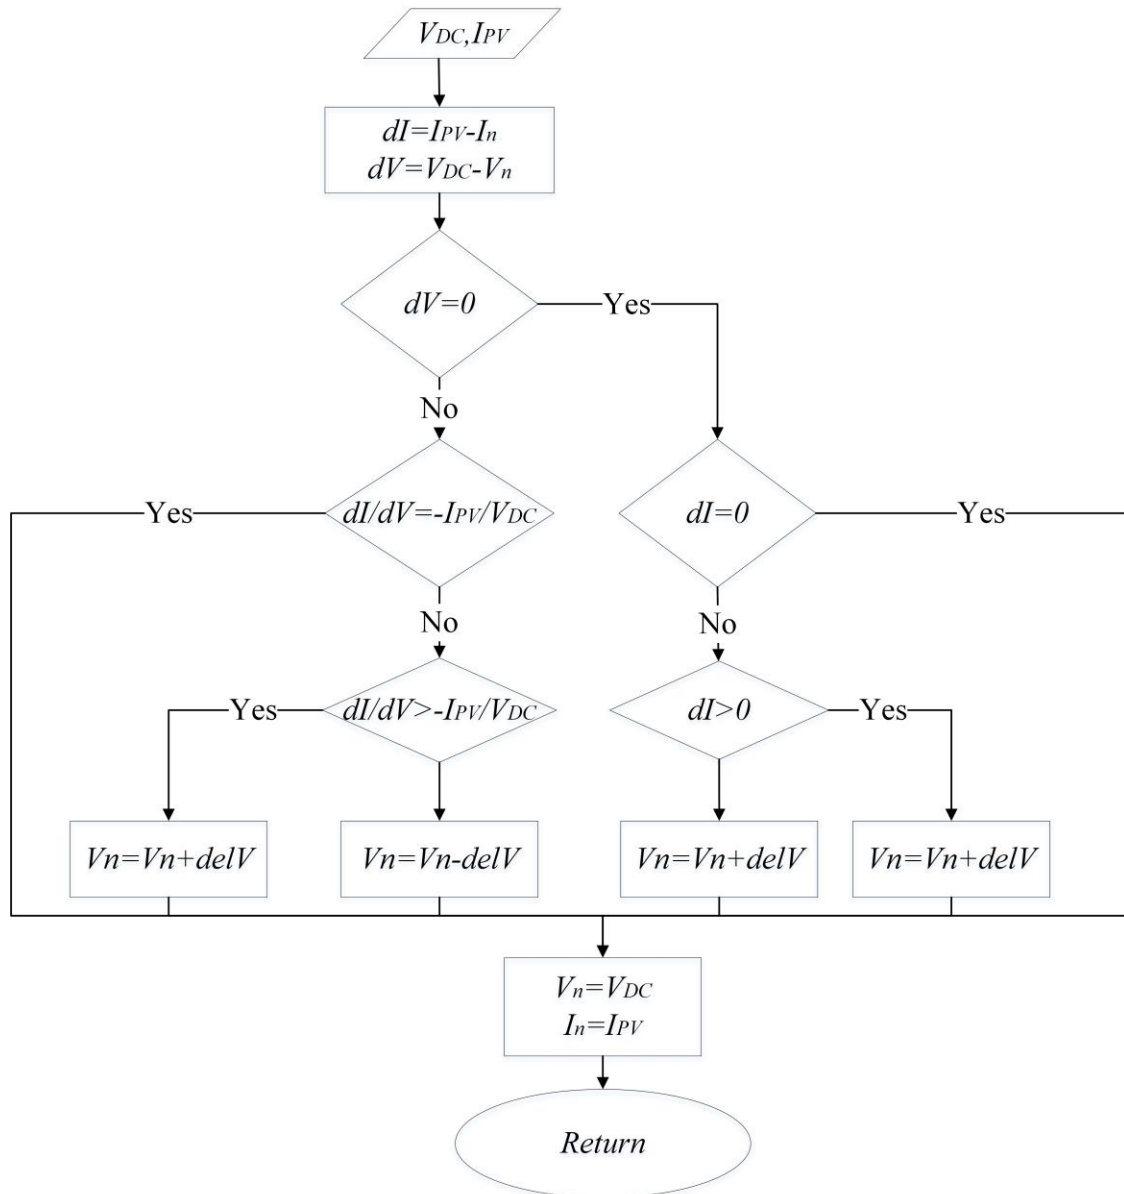 VDC,IPV
dI=IPV-In
dV=VDC-Vn
dV=0
Yes
No
Yes
dI/dV=-IPV/VDC
dI=0
Yes
No
No
Yes
dI/dV>-IPV/VDC
dI>0
Yes
Vn=Vn+delV
Vn=Vn-delV
Vn=Vn+delV
Vn=Vn+delV
Vn=VDC
In=IPV
Return